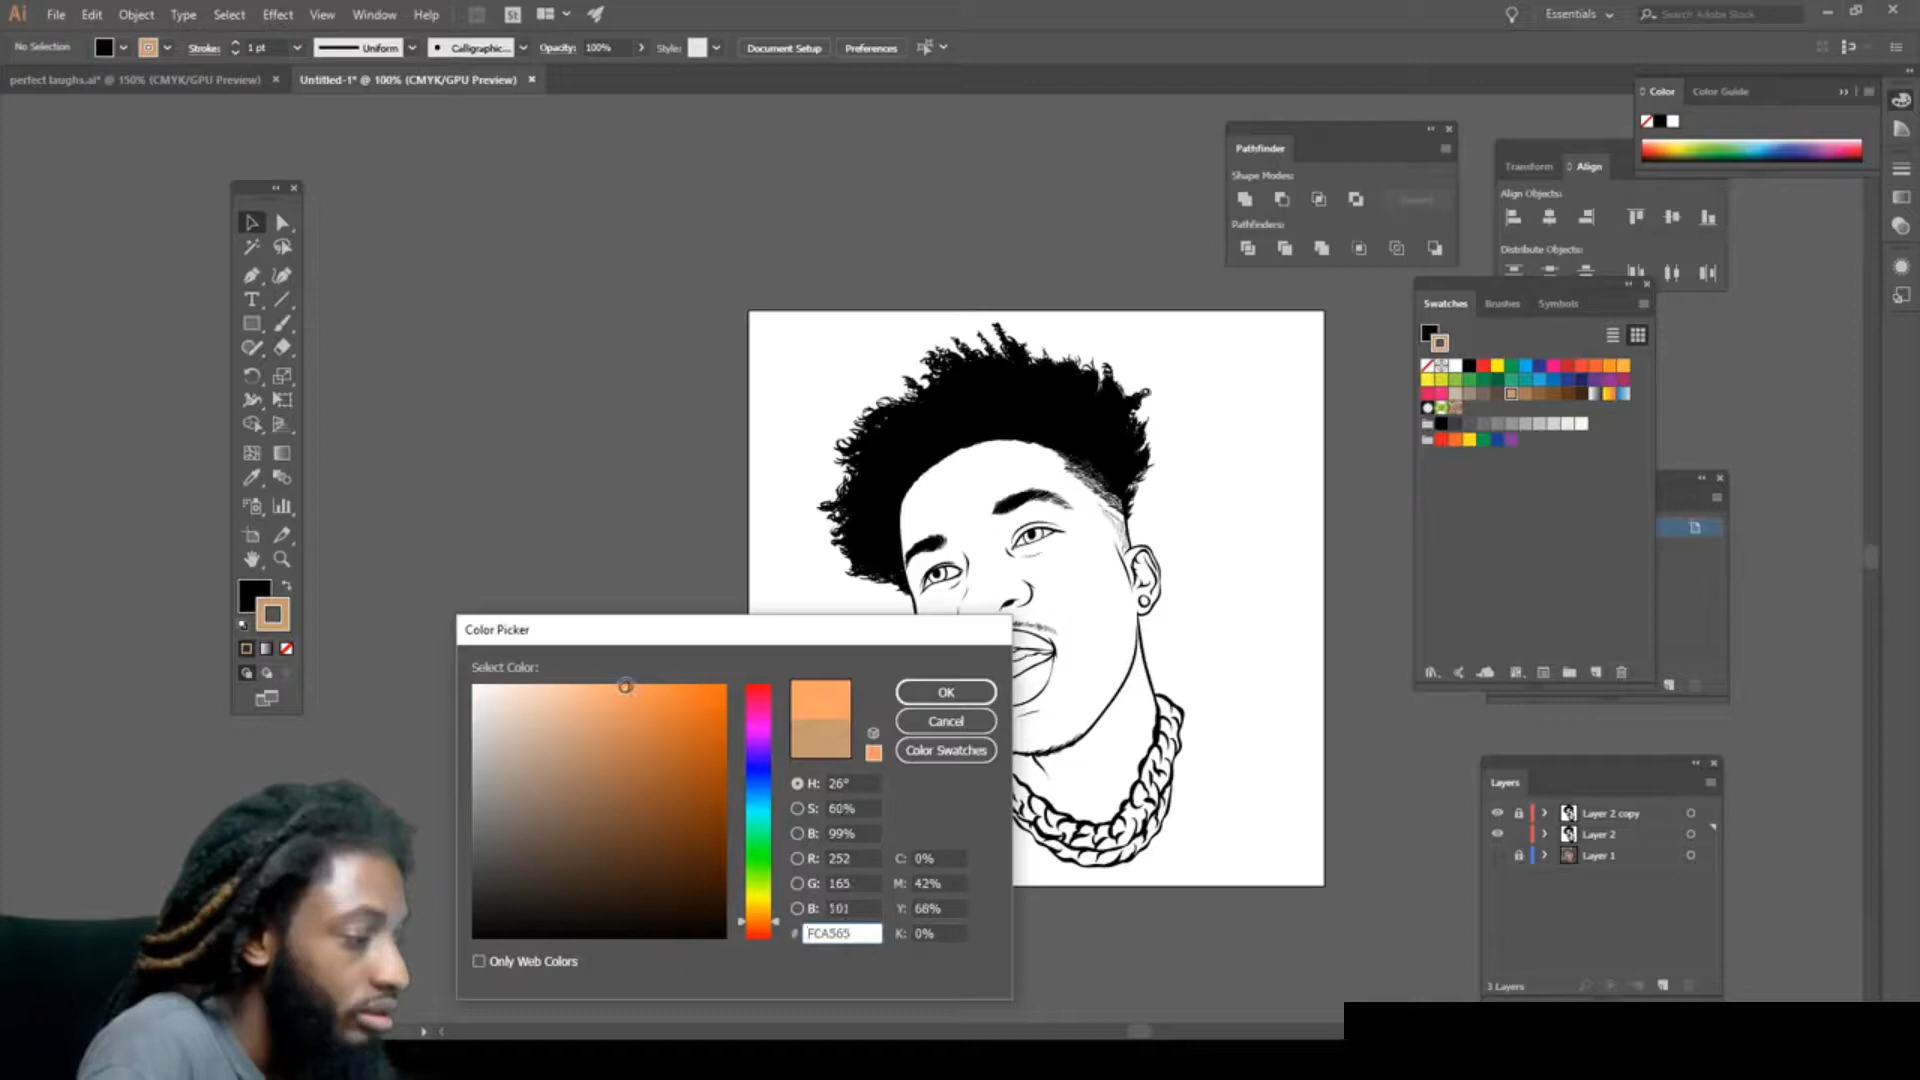 Ai File Edit Object Type Select Effect View Window Help St Essentials Search Adobe Stock
No Selection Stroke: 1 pt Uniform Calligraphic... Opacity: 100% Style: Document Setup Preferences
perfect laughs.ai* @ 150% (CMYK/GPU Preview) Untitled-1* @ 100% (CMYK/GPU Preview)
Color Color Guide
Pathfinder
Shape Modes:
Pathfinders:
Transform Align
Align Objects:
Distribute Objects:
Swatches Brushes Symbols
Color Picker
Select Color:
OK
Cancel
Color Swatches
H: 26°
S: 60%
B: 99%
R: 252 C: 0%
G: 165 M: 42%
B: 101 Y: 68%
# FCA565 K: 0%
Only Web Colors
Layers
Layer 2 copy
Layer 2
Layer 1
3 Layers